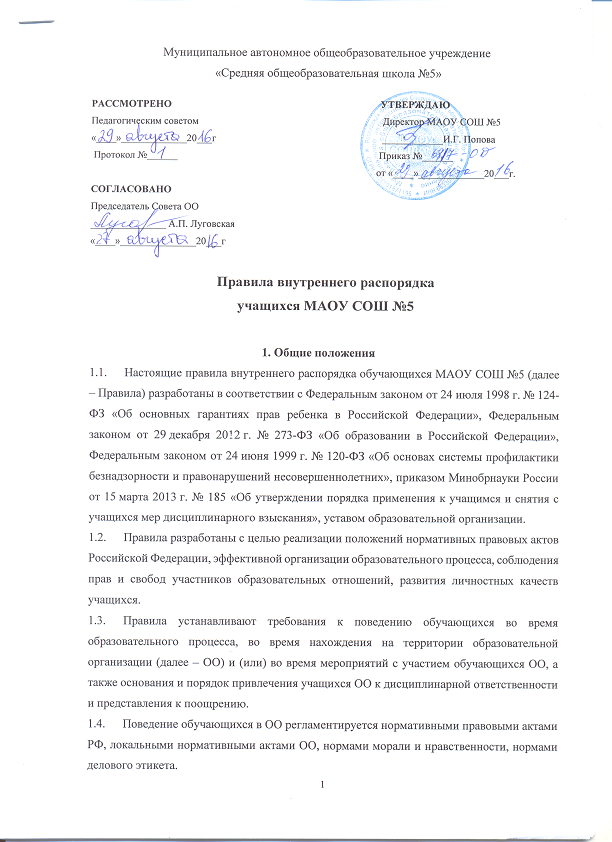 Муниципальное автономное общеобразовательное учреждение
«Средняя общеобразовательная школа №5»
РАССМОТРЕНО
Педагогическим советом
«29» августа 2016г
Протокол № 1
УТВЕРЖДАЮ
Директор МАОУ СОШ №5
И.Г. Попова
Приказ №
от «29» августа 2016г.
СОГЛАСОВАНО
Председатель Совета ОО
А.П. Луговская
«27» августа 2016г
Правила внутреннего распорядка
учащихся МАОУ СОШ №5
1. Общие положения
1.1. Настоящие правила внутреннего распорядка обучающихся МАОУ СОШ №5 (далее
– Правила) разработаны в соответствии с Федеральным законом от 24 июля 1998 г. № 124-
ФЗ «Об основных гарантиях прав ребенка в Российской Федерации», Федеральным
законом от 29 декабря 2012 г. № 273-ФЗ «Об образовании в Российской Федерации»,
Федеральным законом от 24 июня 1999 г. № 120-ФЗ «Об основах системы профилактики
безнадзорности и правонарушений несовершеннолетних», приказом Минобрнауки России
от 15 марта 2013 г. № 185 «Об утверждении порядка применения к учащимся и снятия с
учащихся мер дисциплинарного взыскания», уставом образовательной организации.
1.2. Правила разработаны с целью реализации положений нормативных правовых актов
Российской Федерации, эффективной организации образовательного процесса, соблюдения
прав и свобод участников образовательных отношений, развития личностных качеств
учащихся.
1.3. Правила устанавливают требования к поведению обучающихся во время
образовательного процесса, во время нахождения на территории образовательной
организации (далее – ОО) и (или) во время мероприятий с участием обучающихся ОО, а
также основания и порядок привлечения учащихся ОО к дисциплинарной ответственности
и представления к поощрению.
1.4. Поведение обучающихся в ОО регламентируется нормативными правовыми актами
РФ, локальными нормативными актами ОО, нормами морали и нравственности, нормами
делового этикета.
1